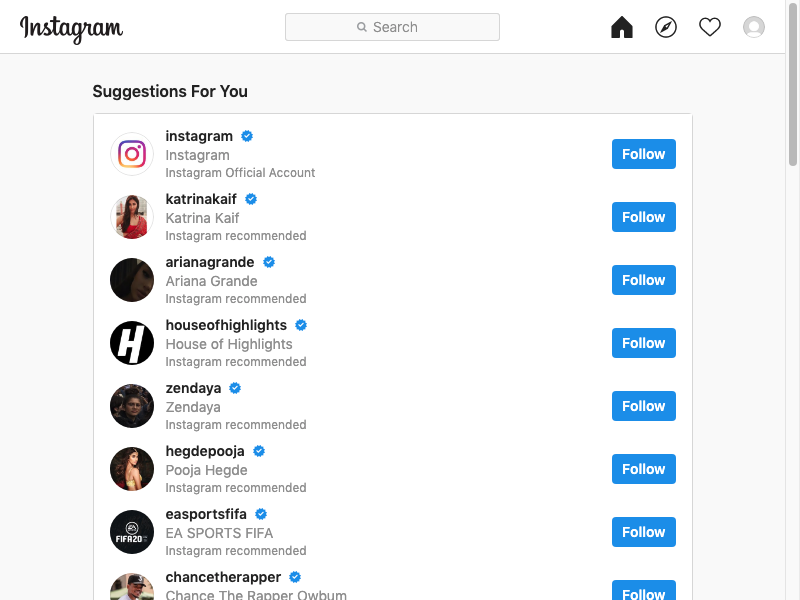 Instagram
Search
Suggestions For You
instagram
Instagram
Instagram Official Account
Follow
katrinakaif
Katrina Kaif
Instagram recommended
Follow
arianagrande
Ariana Grande
Instagram recommended
Follow
H
houseofhighlights
House of Highlights
Instagram recommended
Follow
zendaya
Zendaya
Instagram recommended
Follow
hegdepooja
Pooja Hegde
Instagram recommended
Follow
EA
FIFA20
easportsfifa
EA SPORTS FIFA
Instagram recommended
Follow
chancetherapper
Chance The Rapper Owbum
Follow